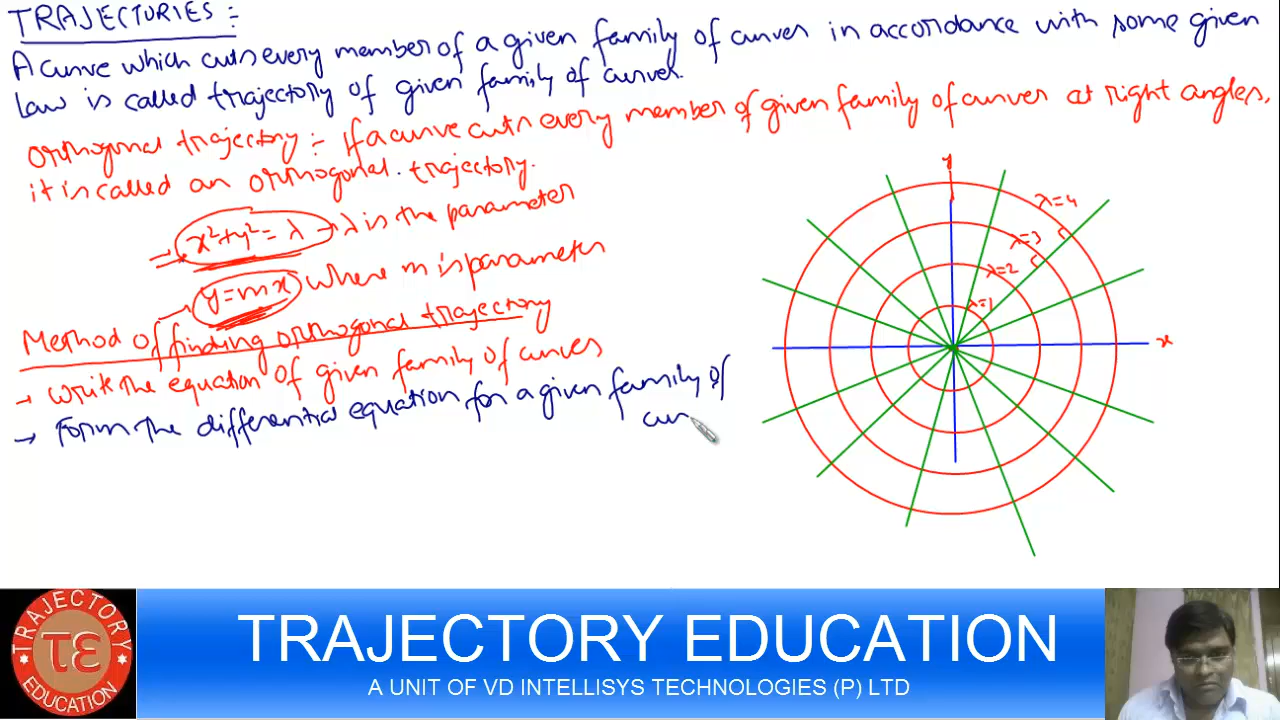 TRAJECTORIES :-
A curve which cuts every member of a given family of curves in accordance with some given
law is called trajectory of given family of curves.
Orthogonal trajectory :- If a curve cuts every member of given family of curves at right angles,
it is called an orthogonal trajectory.
→ x²+y² = λ → λ is the parameter
y = mx where m is parameter
Method of finding orthogonal trajectory
→ Write the equation of given family of curves
→ Form the differential equation for a given family of
cur
y
λ=4
λ=3
λ=2
λ=1
x
TRAJECTORY
TE
EDUCATION
TRAJECTORY EDUCATION
A UNIT OF VD INTELLISYS TECHNOLOGIES (P) LTD